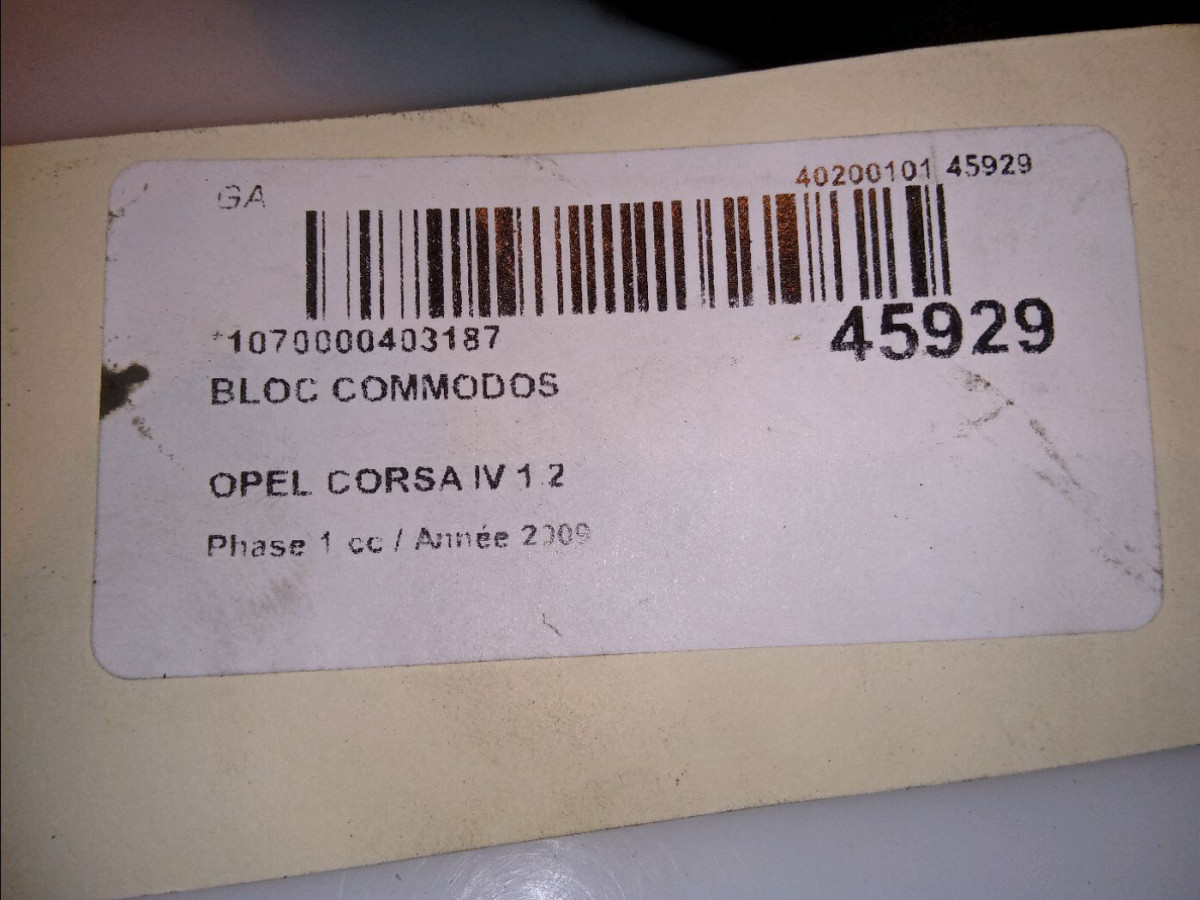 GA
40200101 45929
*1070000403187
45929
BLOC COMMODOS
OPEL CORSA IV 1.2
Phase 1 cc / Année 2009